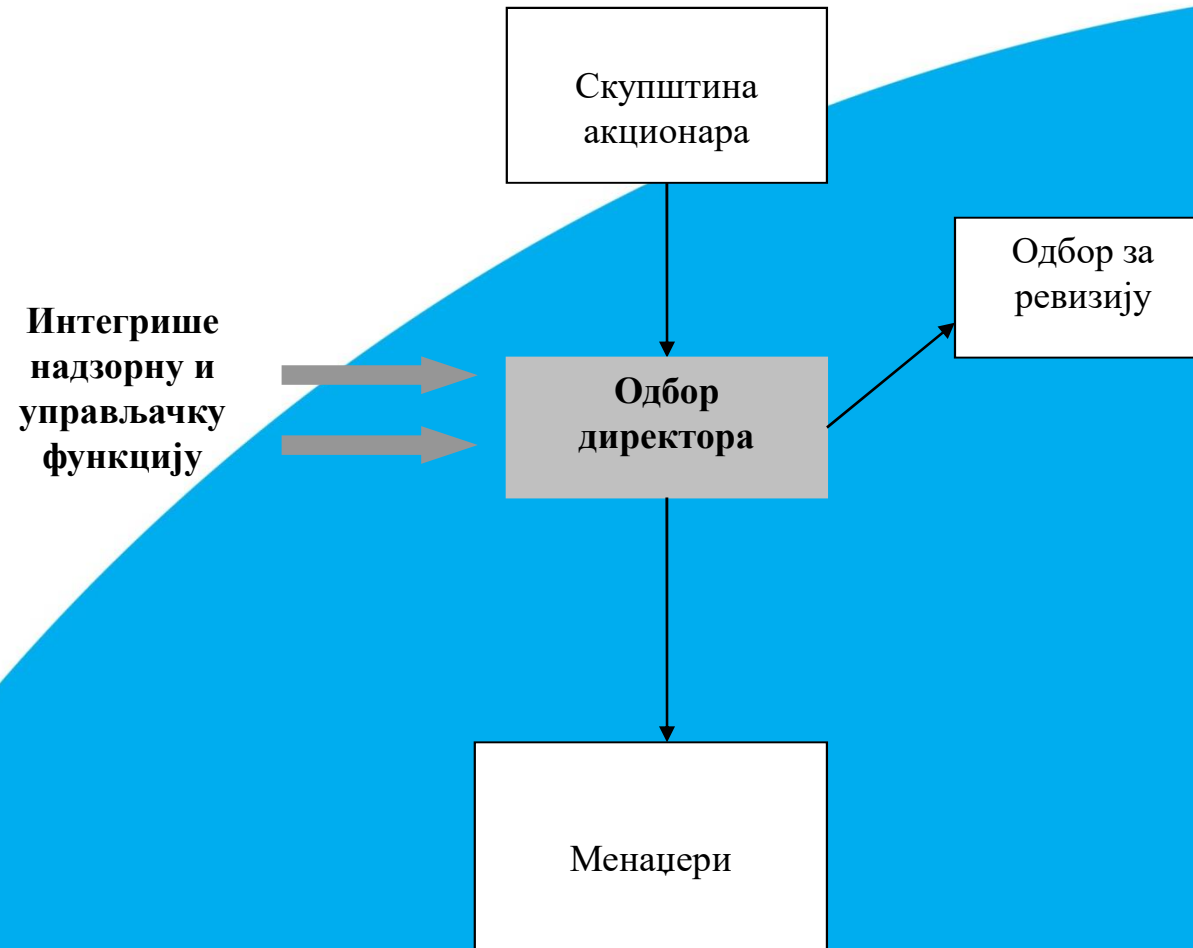 Скупштина
акционара
Одбор за
ревизију
Интегрише
надзорну и
управљачку
функцију
Одбор
директора
Менаџери